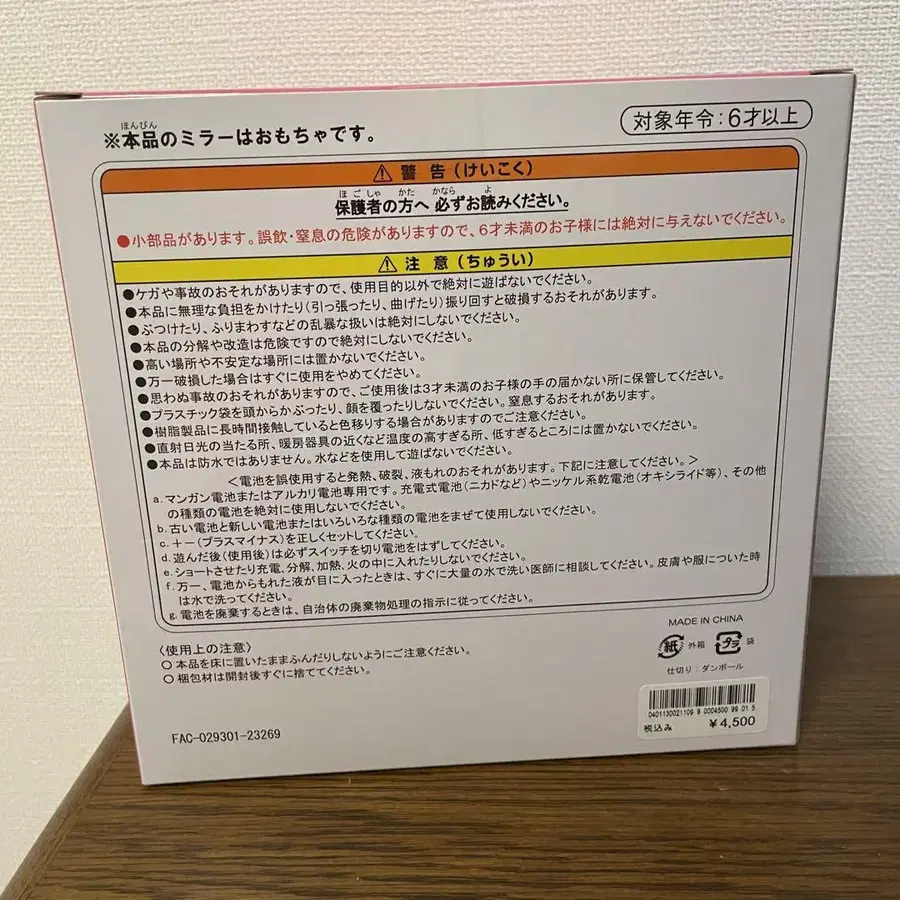 ほんぴん
※本品のミラーはおもちゃです。
対象年令:6才以上
⚠警告(けいこく)
ほごしゃ かた かなら よ
保護者の方へ 必ずお読みください。
●小部品があります。誤飲・窒息の危険がありますので、6才未満のお子様には絶対に与えないでください。
⚠注意(ちゅうい)
●ケガや事故のおそれがありますので、使用目的以外で絶対に遊ばないでください。
●本品に無理な負担をかけたり(引っ張ったり、曲げたり)振り回すと破損するおそれがあります。
●ぶつけたり、ふりまわすなどの乱暴な扱いは絶対にしないでください。
●本品の分解や改造は危険ですので絶対にしないでください。
●高い場所や不安定な場所には置かないでください。
●万一破損した場合はすぐに使用をやめてください。
●思わぬ事故のおそれがありますので、ご使用後は3才未満のお子様の手の届かない所に保管してください。
●プラスチック袋を頭からかぶったり、顔を覆ったりしないでください。窒息するおそれがあります。
●樹脂製品に長時間接触していると色移りする場合がありますのでご注意ください。
●直射日光の当たる所、暖房器具の近くなど温度の高すぎる所、低すぎるところには置かないでください。
●本品は防水ではありません。水などを使用して遊ばないでください。
<電池を誤使用すると発熱、破裂、液もれのおそれがあります。下記に注意してください。>
a.マンガン電池またはアルカリ電池専用です。充電式電池(ニカドなど)やニッケル系乾電池(オキシライド等)、その他
の種類の電池を絶対に使用しないでください。
b.古い電池と新しい電池またはいろいろな種類の電池をまぜて使用しないでください。
c.+-(プラスマイナス)を正しくセットしてください。
d.遊んだ後(使用後)は必ずスイッチを切り電池をはずしてください。
e.ショートさせたり充電、分解、加熱、火の中に入れたりしないでください。
f.万一、電池からもれた液が目に入ったときは、すぐに大量の水で洗い医師に相談してください。皮膚や服についた時
は水で洗ってください。
g.電池を廃棄するときは、自治体の廃棄物処理の指示に従ってください。
〈使用上の注意〉
○本品を床に置いたままふんだりしないようにご注意ください。
○梱包材は開封後すぐに捨ててください。
FAC-029301-23269
MADE IN CHINA
紙 外箱 プラ 袋
仕切り:ダンボール
0401130021109 9 0004500 99 01 5
税込み ¥4,500